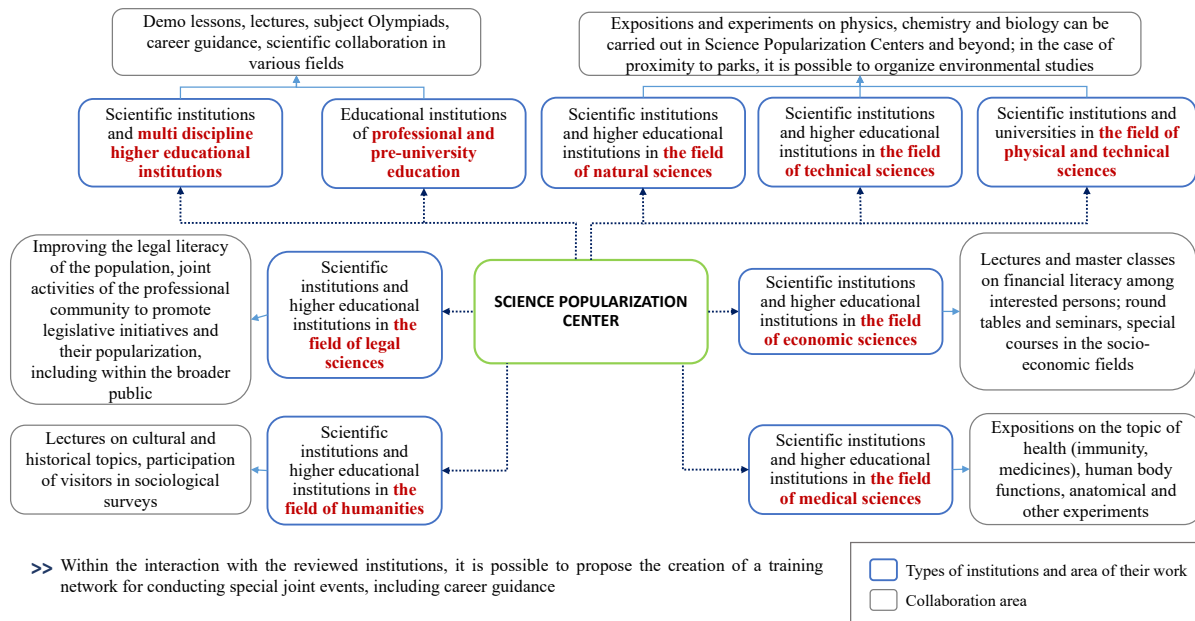 Demo lessons, lectures, subject Olympiads,
career guidance, scientific collaboration in
various fields
Expositions and experiments on physics, chemistry and biology can be
carried out in Science Popularization Centers and beyond; in the case of
proximity to parks, it is possible to organize environmental studies
Scientific institutions
and multi discipline
higher educational
institutions
Educational institutions
of professional and
pre-university
education
Scientific institutions
and higher educational
institutions in the field
of natural sciences
Scientific institutions
and higher educational
institutions in the field
of technical sciences
Scientific institutions and
universities in the field of
physical and technical
sciences
Improving the legal literacy
of the population, joint
activities of the professional
community to promote
legislative initiatives and
their popularization,
including within the broader
public
Scientific
institutions and
higher educational
institutions in the
field of legal
sciences
SCIENCE POPULARIZATION
CENTER
Scientific institutions
and higher educational
institutions in the field
of economic sciences
Lectures and master classes
on financial literacy among
interested persons; round
tables and seminars, special
courses in the socio-
economic fields
Lectures on cultural and
historical topics, participation
of visitors in sociological
surveys
Scientific
institutions and
higher educational
institutions in the
field of humanities
Scientific institutions
and higher educational
institutions in the field
of medical sciences
Expositions on the topic of
health (immunity,
medicines), human body
functions, anatomical and
other experiments
>> Within the interaction with the reviewed institutions, it is possible to propose the creation of a training
network for conducting special joint events, including career guidance
Types of institutions and area of their work
Collaboration area